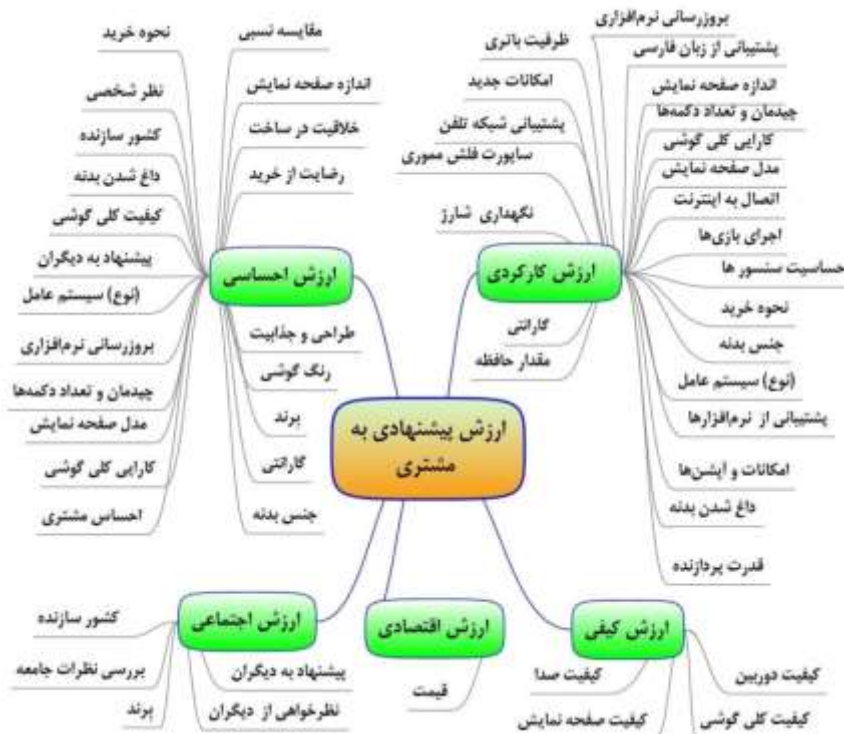 ارزش پیشنهادی به
مشتری
ارزش کارکردی
بروزرسانی نرم‌افزاری
پشتیبانی از زبان فارسی
اندازه صفحه نمایش
چیدمان و تعداد دکمه‌ها
کارایی کلی گوشی
مدل صفحه نمایش
اتصال به اینترنت
اجرای بازی‌ها
حساسیت سنسور ها
نحوه خرید
جنس بدنه
(نوع) سیستم عامل
پشتیبانی از نرم‌افزارها
امکانات و آپشن‌ها
داغ شدن بدنه
قدرت پردازنده
ظرفیت باتری
امکانات جدید
پشتیبانی شبکه تلفن
ساپورت فلش مموری
نگهداری شارژ
گارانتی
مقدار حافظه
ارزش احساسی
مقایسه نسبی
اندازه صفحه نمایش
خلاقیت در ساخت
رضایت از خرید
طراحی و جذابیت
رنگ گوشی
برند
گارانتی
جنس بدنه
نحوه خرید
نظر شخصی
کشور سازنده
داغ شدن بدنه
کیفیت کلی گوشی
پیشنهاد به دیگران
(نوع) سیستم عامل
بروزرسانی نرم‌افزاری
چیدمان و تعداد دکمه‌ها
مدل صفحه نمایش
کارایی کلی گوشی
احساس مشتری
ارزش کیفی
کیفیت دوربین
کیفیت کلی گوشی
کیفیت صدا
کیفیت صفحه نمایش
ارزش اقتصادی
قیمت
ارزش اجتماعی
پیشنهاد به دیگران
نظرخواهی از دیگران
کشور سازنده
بررسی نظرات جامعه
برند